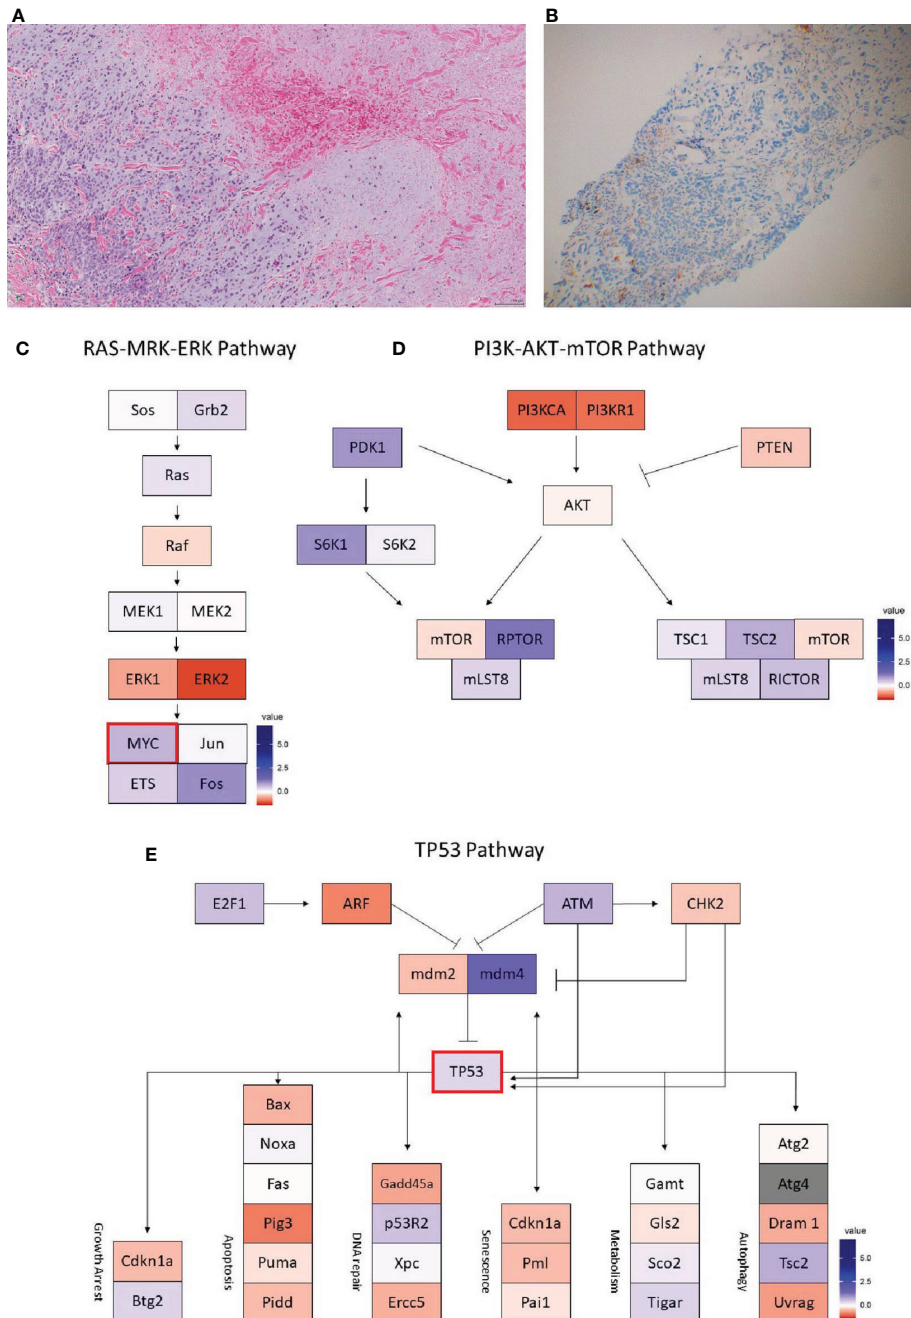 A
B
C
RAS-MRK-ERK Pathway
D
PI3K-AKT-mTOR Pathway
Sos
Grb2
Ras
Raf
MEK1
MEK2
ERK1
ERK2
MYC
Jun
ETS
Fos
value
5.0
2.5
0.0
PI3KCA
PI3KR1
PDK1
PTEN
AKT
S6K1
S6K2
mTOR
RPTOR
mLST8
TSC1
TSC2
mTOR
mLST8
RICTOR
value
5.0
2.5
0.0
E
TP53 Pathway
E2F1
ARF
ATM
CHK2
mdm2
mdm4
TP53
Growth Arrest
Cdkn1a
Btg2
Apoptosis
Bax
Noxa
Fas
Pig3
Puma
Pidd
DNA repair
Gadd45a
p53R2
Xpc
Ercc5
Senescence
Cdkn1a
Pml
Pai1
Metabolism
Gamt
Gls2
Sco2
Tigar
Autophagy
Atg2
Atg4
Dram 1
Tsc2
Uvrag
value
5.0
2.5
0.0